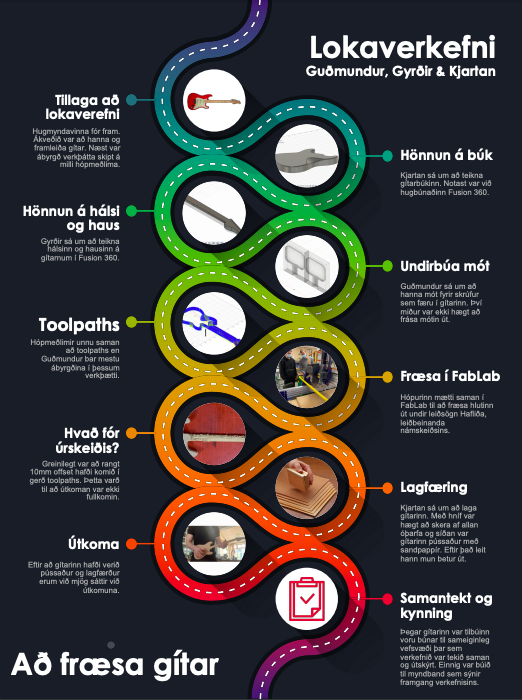 Lokaverkefni
Guðmundur, Gyrðir & Kjartan
Tillaga að
lokaverefni
Hugmyndavinna fór fram.
Ákveðið var að hanna og
framleiða gítar. Næst var
ábyrgð verkþátta skipt á
milli hópmeðlima.
Hönnun á búk
Kjartan sá um að teikna
gítarbúkinn. Notast var við
hugbúnaðinn Fusion 360.
Hönnun á hálsi
og haus
Gyrðir sá um að teikna
hálsinn og hausinn á
gítarnum í Fusion 360.
Undirbúa mót
Guðmundur sá um að
hanna mót fyrir skrúfur
sem færu í gítarinn. Því
miður var ekki hægt að
frása mótin út.
Toolpaths
Hópmeðlimir unnu saman
að toolpaths en
Guðmundur bar mestu
ábyrgðina í þessum
verkþætti.
Fræsa í FabLab
Hópurinn mætti saman í
FabLab til að fræsa hlutinn
út undir leiðsögn Hafliða,
leiðbeinanda
námskeiðsins.
Hvað fór
úrskeiðis?
Greinilegt var að rangt
10mm offset hafði komið í
gerð toolpaths. Þetta varð
til að útkoman var ekki
fullkomin.
Lagfæring
Kjartan sá um að laga
gítarinn. Með hníf var
hægt að skera af allan
óþarfa og síðan var
gítarinn pússaður með
sandpappír. Eftir það leit
hann mun betur út.
Útkoma
Eftir að gítarinn hafði verið
pússaður og lagfærður
erum við mjög sáttir við
útkomuna.
Samantekt og
kynning
Þegar gítarinn var tilbúinn
voru búnar til sameiginleg
vefsvæði þar sem
verkefnið var tekið saman
og útskýrt. Einnig var búið
til myndband sem sýnir
framgang verkefnisins.
Að fræsa gítar